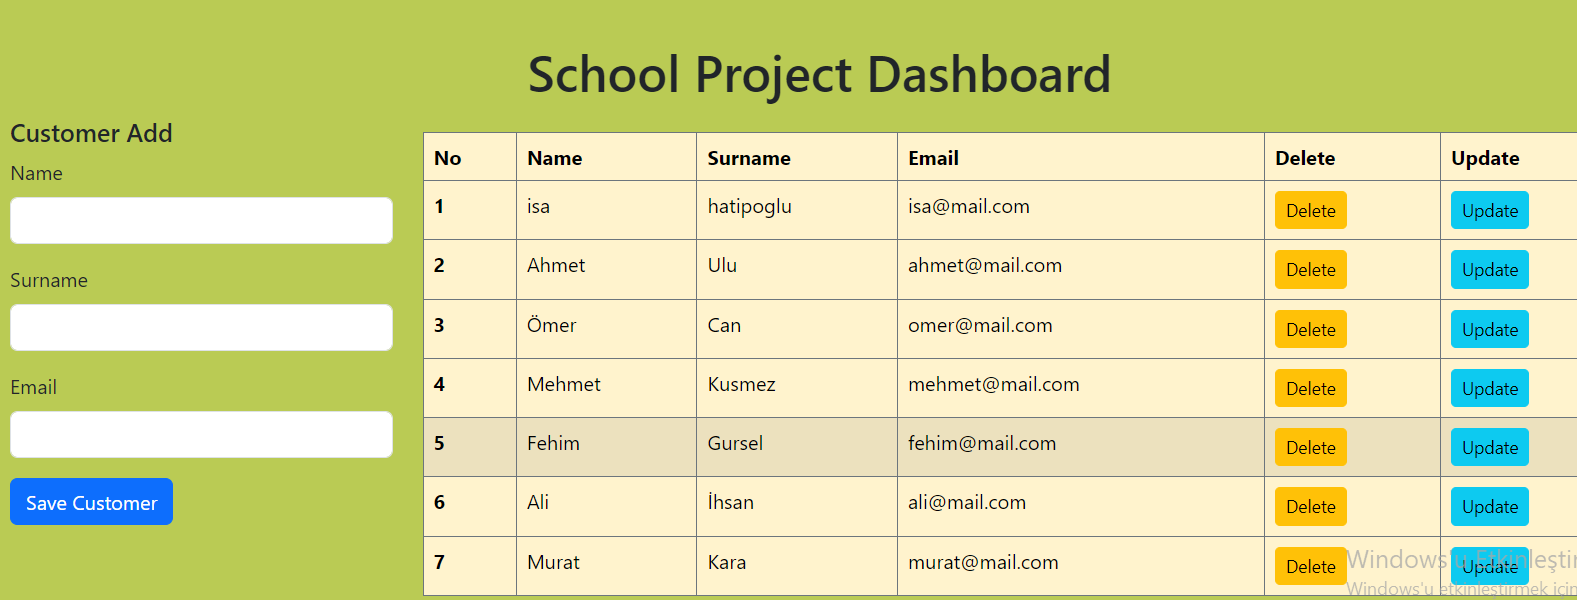 School Project Dashboard
Customer Add
Name
Surname
Email
Save Customer
No Name Surname Email Delete Update
1 isa hatipoglu isa@mail.com Delete Update
2 Ahmet Ulu ahmet@mail.com Delete Update
3 Ömer Can omer@mail.com Delete Update
4 Mehmet Kusmez mehmet@mail.com Delete Update
5 Fehim Gursel fehim@mail.com Delete Update
6 Ali İhsan ali@mail.com Delete Update
7 Murat Kara murat@mail.com Delete Update
Windows'u Etkinleştir
Windows'u etkinleştirmek için